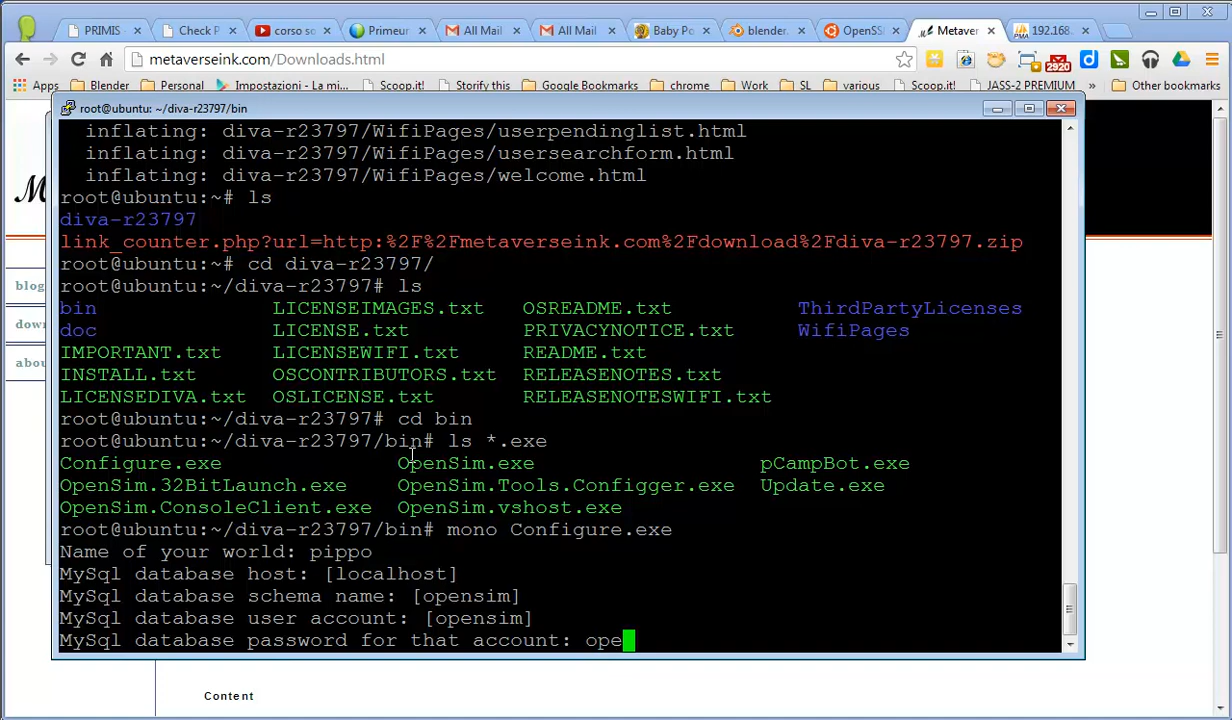 PRIMIS Check P corso so Primeur All Mail All Mail Baby Po blender. OpenSS Metaver 192.168.
metaverseink.com/Downloads.html
2920
Apps Blender Personal Impostazioni - La mi Scoop.it! Storify this Google Bookmarks Work SL various Scoop.it! JASS-2 PREMIUM » Other bookmarks
root@ubuntu: ~/diva-r23797/bin
inflating: diva-r23797/WifiPages/userpendinglist.html
inflating: diva-r23797/WifiPages/usersearchform.html
inflating: diva-r23797/WifiPages/welcome.html
root@ubuntu:~# ls
diva-r23797
link_counter.php?url=http:%2F%2Fmetaverseink.com%2Fdownload%2Fdiva-r23797.zip
root@ubuntu:~# cd diva-r23797/
root@ubuntu:~/diva-r23797# ls
bin LICENSEIMAGES.txt OSREADME.txt ThirdPartyLicenses
doc LICENSE.txt PRIVACYNOTICE.txt WifiPages
IMPORTANT.txt LICENSEWIFI.txt README.txt
INSTALL.txt OSCONTRIBUTORS.txt RELEASENOTES.txt
LICENSEDIVA.txt OSLICENSE.txt RELEASENOTESWIFI.txt
root@ubuntu:~/diva-r23797# cd bin
root@ubuntu:~/diva-r23797/bin# ls *.exe
Configure.exe OpenSim.exe pCampBot.exe
OpenSim.32BitLaunch.exe OpenSim.Tools.Configger.exe Update.exe
OpenSim.ConsoleClient.exe OpenSim.vshost.exe
root@ubuntu:~/diva-r23797/bin# mono Configure.exe
Name of your world: pippo
MySql database host: [localhost]
MySql database schema name: [opensim]
MySql database user account: [opensim]
MySql database password for that account: ope
M
blog
dow
abou
Content